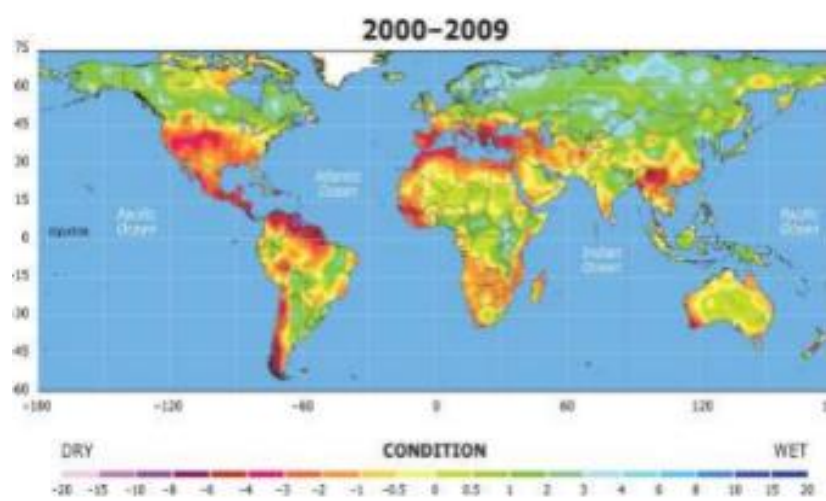 2000–2009
75
60
45
30
15
0
-15
-30
-45
-60
Atlantic
Ocean
Pacific
Ocean
Equator
Indian
Ocean
Pacific
Ocean
-180 -120 -60 0 60 120
DRY CONDITION WET
-20 -15 -10 -8 -6 -4 -3 -2 -1 -0.5 0 0.5 1 2 3 4 6 8 10 15 20